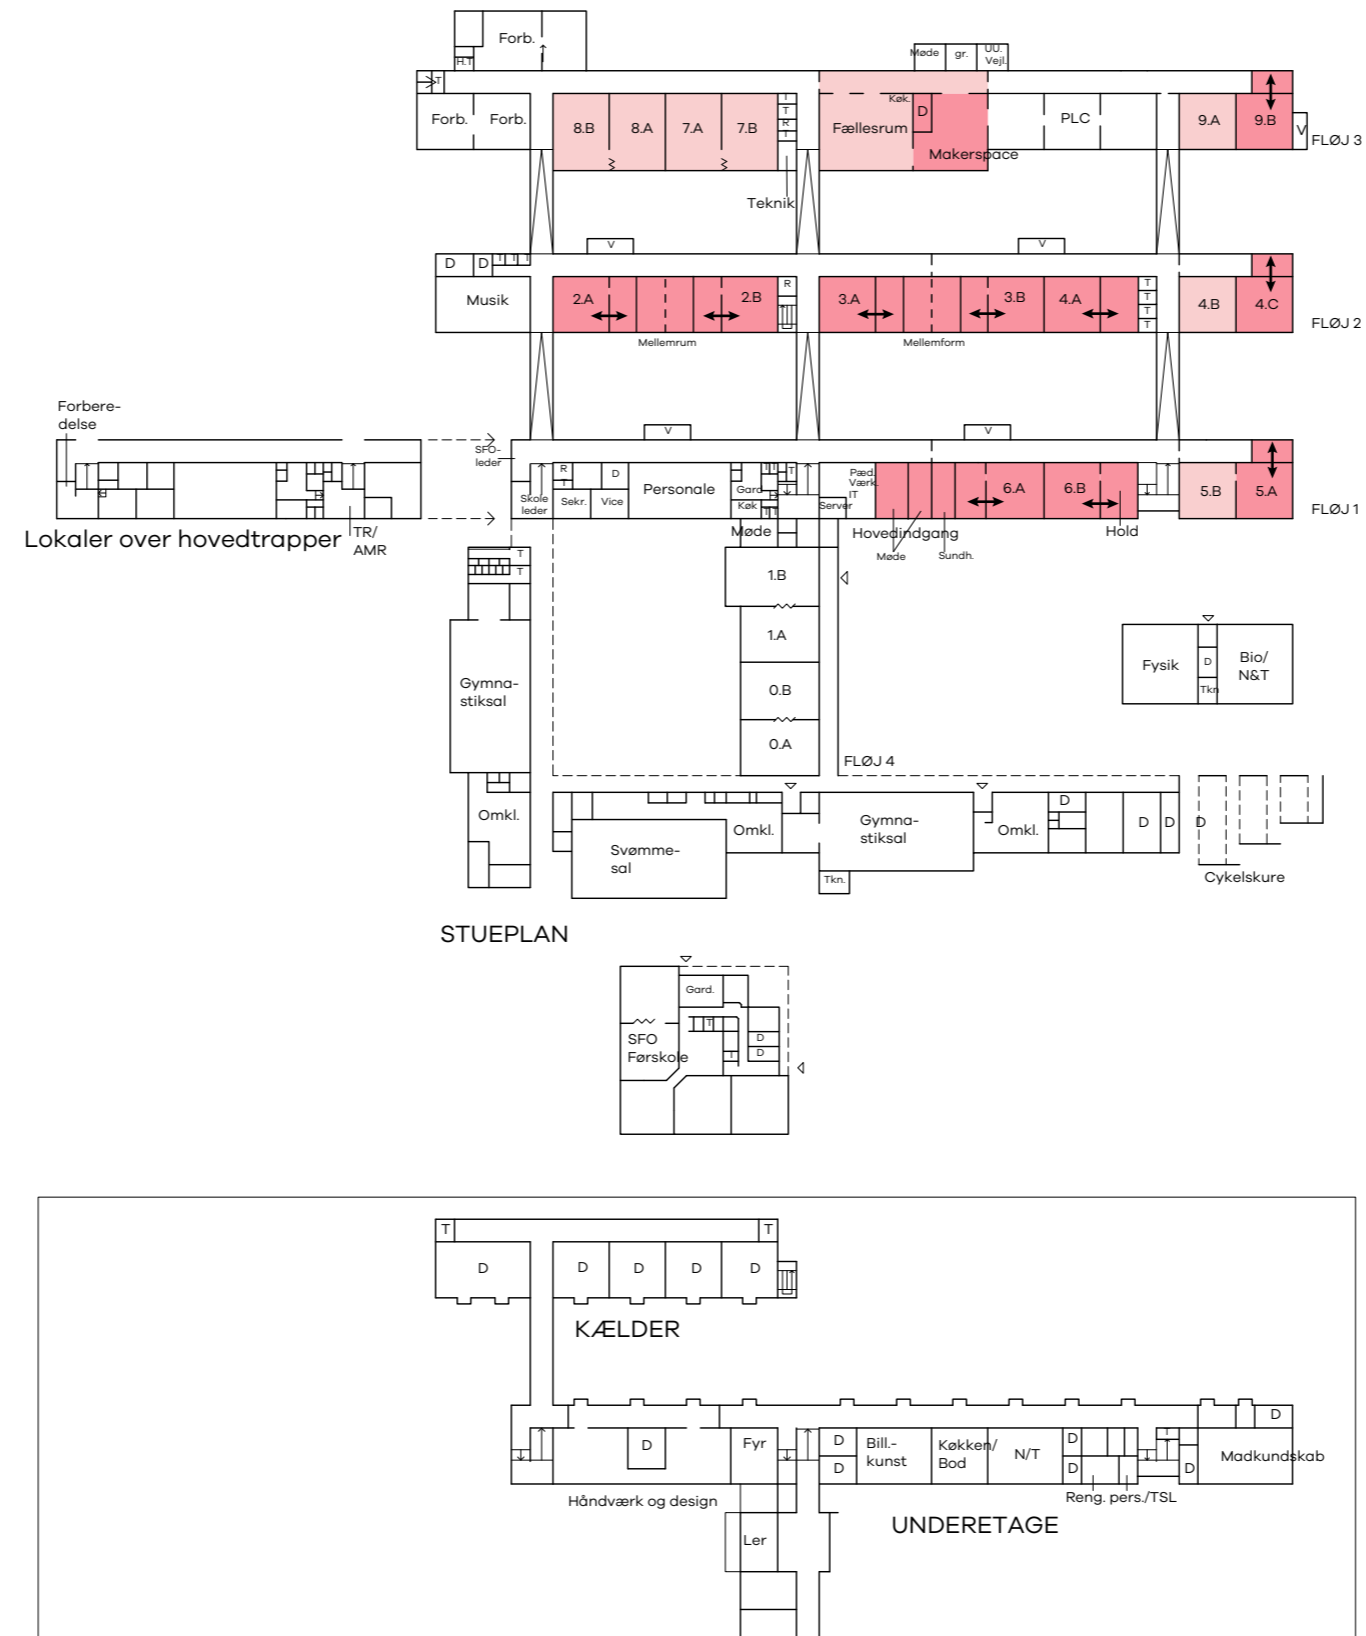 Forb.
H.T
T
Forb.
Forb.
8.B
8.A
7.A
7.B
T
T
R
T
Teknik
Møde
gr.
UU.
Vejl.
Køk.
D
Fællesrum
Makerspace
PLC
9.A
9.B
V
FLØJ 3
V
V
D
D
T
T
T
Musik
2.A
2.B
R
3.A
3.B
4.A
T
T
T
T
4.B
4.C
FLØJ 2
Mellemrum
Mellemform
Forbere-
delse
TR/
AMR
Lokaler over hovedtrapper
V
V
SFO-
leder
Skole
leder
R
T
D
Sekr.
Vice
Personale
Gard
Køk
T
T
T
T
T
Møde
Server
Pæd.
Værk.
IT
6.A
6.B
5.B
5.A
FLØJ 1
Hovedindgang
Møde
Sundh.
Hold
T
T
1.B
1.A
0.B
0.A
FLØJ 4
Gymna-
stiksal
Omkl.
Fysik
D
Tkn
Bio/
N&T
Svømme-
sal
Omkl.
Gymna-
stiksal
Tkn.
Omkl.
D
D
D
D
Cykelskure
STUEPLAN
Gard.
T
T
D
D
SFO
Førskole
T
T
D
D
D
D
D
KÆLDER
D
Fyr
D
D
Bill.-
kunst
Køkken/
Bod
N/T
D
D
T
D
D
Madkundskab
Håndværk og design
Reng. pers./TSL
UNDERETAGE
Ler